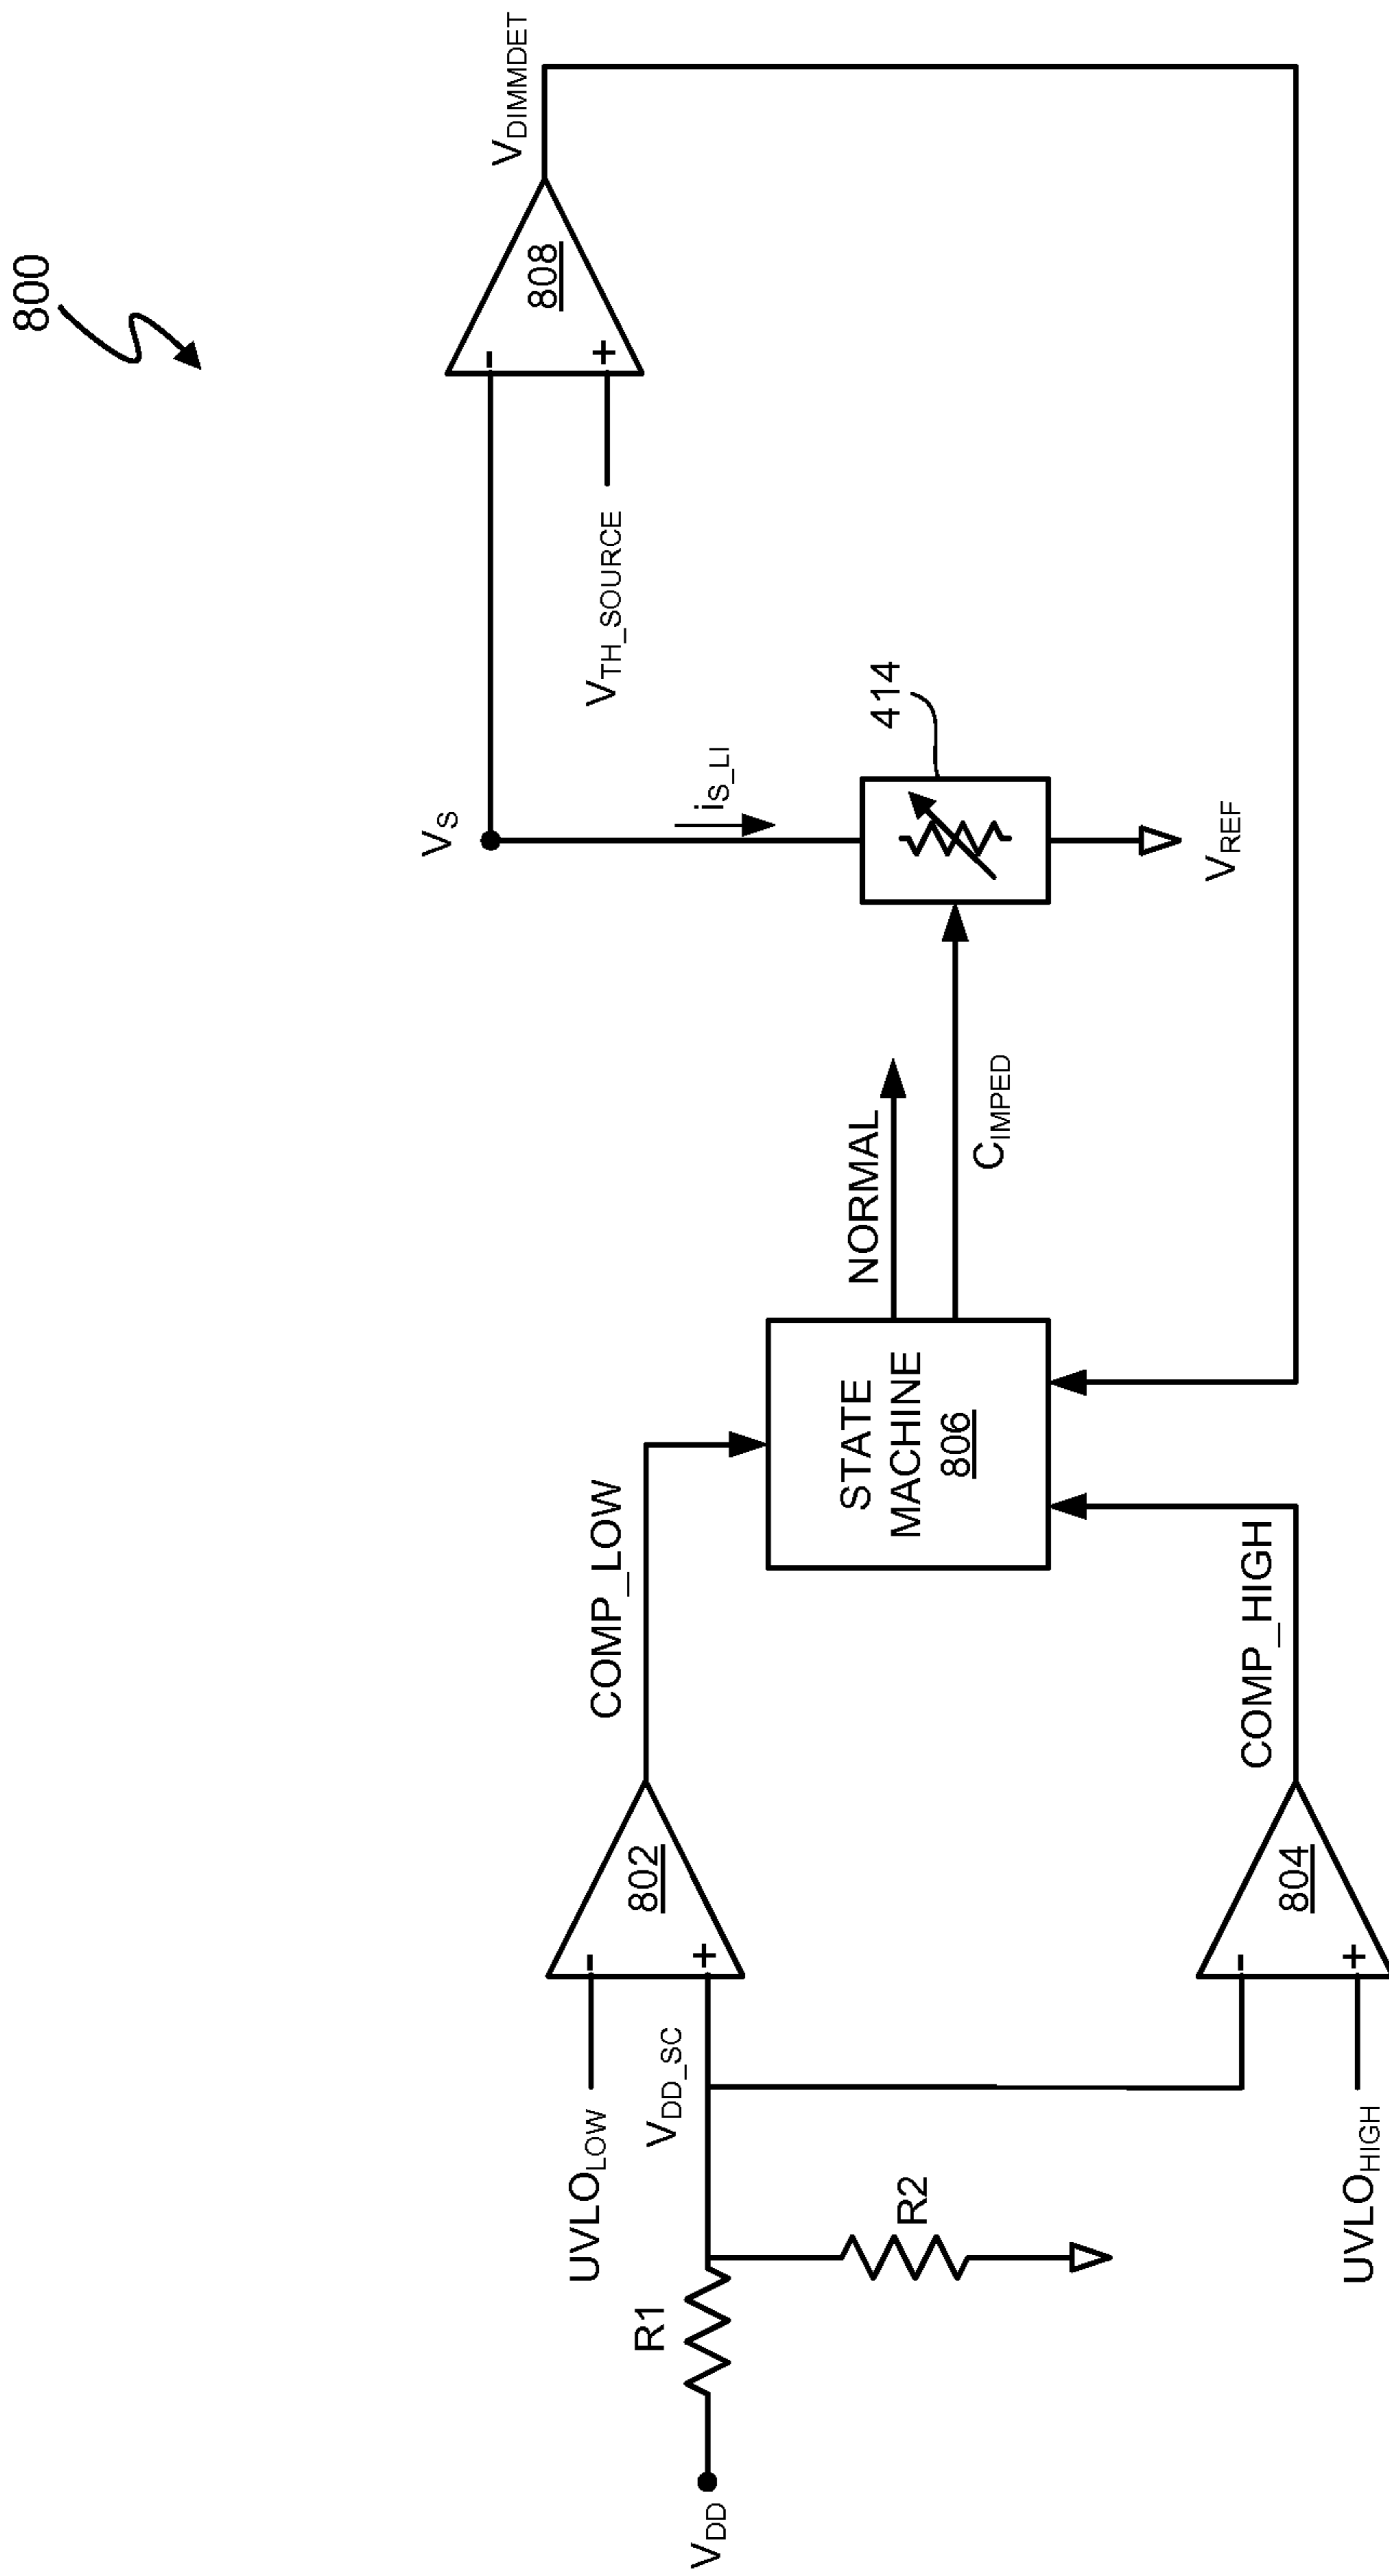 800
V_DIMMDET
808
-
+
V_S
V_TH_SOURCE
i_S_LI
414
V_REF
NORMAL
C_IMPED
STATE
MACHINE
806
COMP_LOW
COMP_HIGH
802
-
+
804
-
+
UVLO_LOW
V_DD_SC
R1
R2
V_DD
UVLO_HIGH